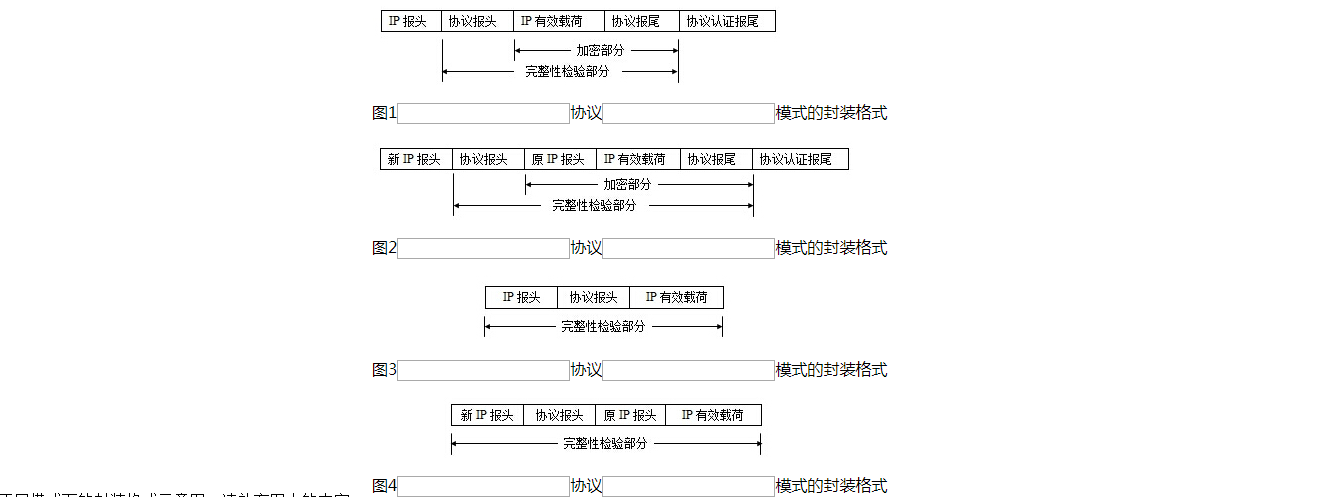 IP 报头 协议报头 IP 有效载荷 协议报尾 协议认证报尾
加密部分
完整性检验部分
图1 协议 模式的封装格式
新 IP 报头 协议报头 原 IP 报头 IP 有效载荷 协议报尾 协议认证报尾
加密部分
完整性检验部分
图2 协议 模式的封装格式
IP 报头 协议报头 IP 有效载荷
完整性检验部分
图3 协议 模式的封装格式
新 IP 报头 协议报头 原 IP 报头 IP 有效载荷
完整性检验部分
图4 协议 模式的封装格式